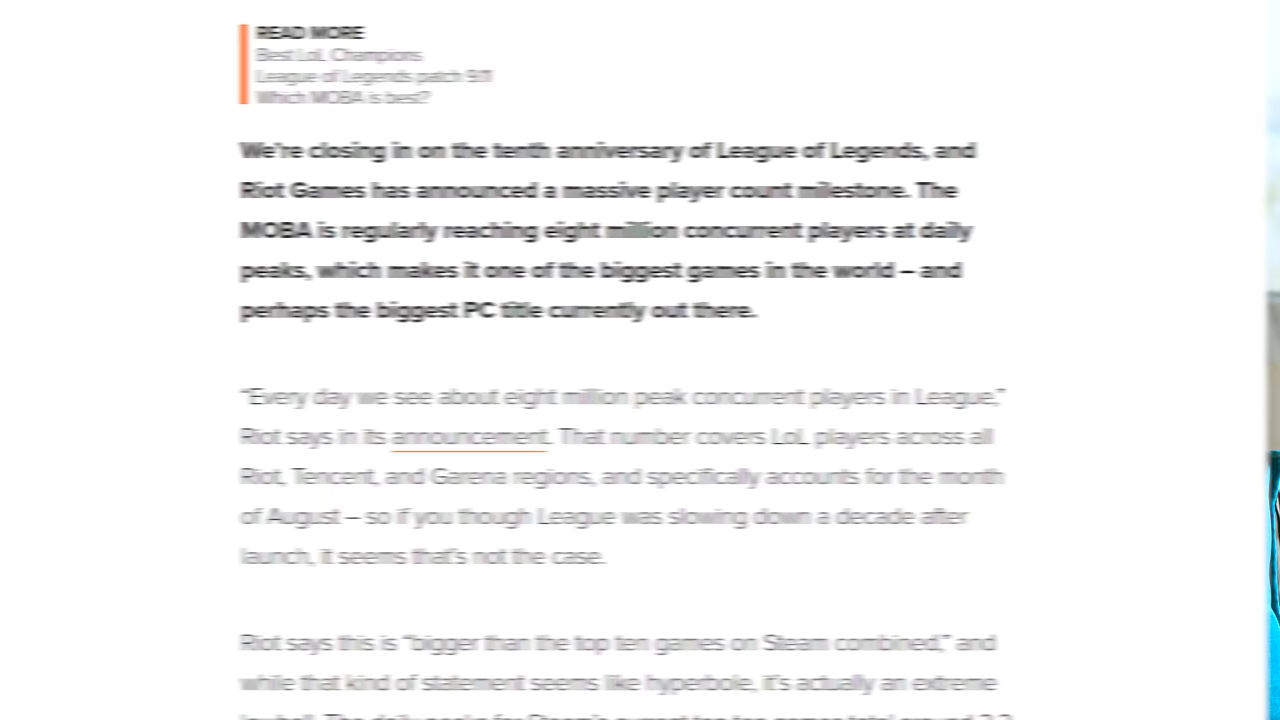 READ MORE
Best LoL Champions
League of Legends patch 9.11
Which MOBA is best?
We're closing in on the tenth anniversary of League of Legends, and
Riot Games has announced a massive player count milestone. The
MOBA is regularly reaching eight million concurrent players at daily
peaks, which makes it one of the biggest games in the world – and
perhaps the biggest PC title currently out there.
“Every day we see about eight million peak concurrent players in League,”
Riot says in its announcement. That number covers LoL players across all
Riot, Tencent, and Garena regions, and specifically accounts for the month
of August – so if you though League was slowing down a decade after
launch, it seems that's not the case.
Riot says this is “bigger than the top ten games on Steam combined,” and
while that kind of statement seems like hyperbole, it's actually an extreme